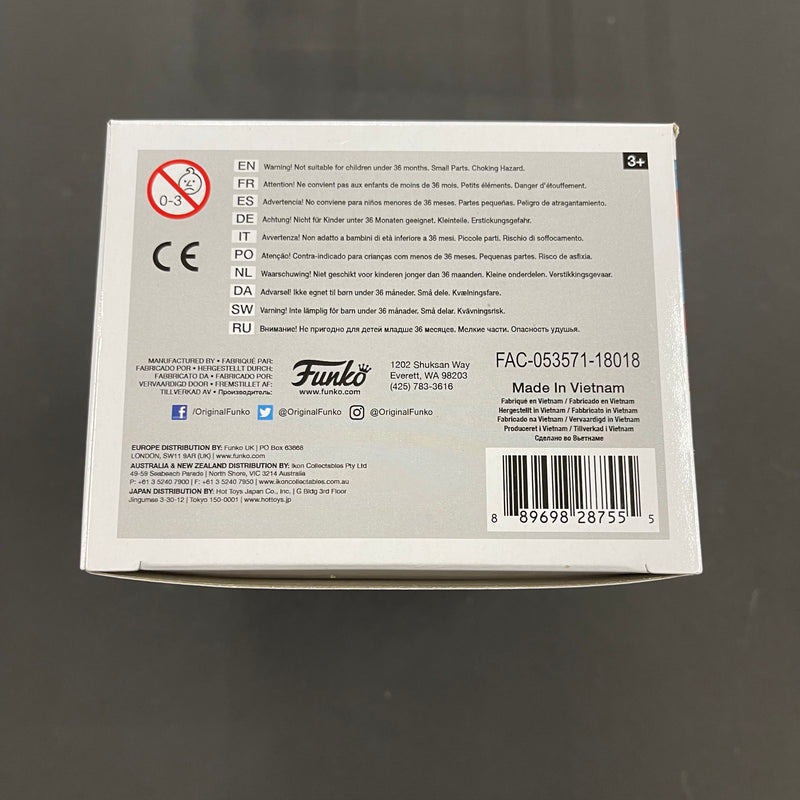 3+
0-3
CE
EN Warning! Not suitable for children under 36 months. Small Parts. Choking Hazard.
FR Attention! Ne convient pas aux enfants de moins de 36 mois. Petits éléments. Danger d'étouffement.
ES Advertencia! No conviene para niños menores de 36 meses. Partes pequeñas. Peligro de atragantamiento.
DE Achtung! Nicht für Kinder unter 36 Monaten geeignet. Kleinteile. Erstickungsgefahr.
IT Avvertenza! Non adatto a bambini di età inferiore a 36 mesi. Piccole parti. Rischio di soffocamento.
PO Atenção! Contra-indicado para crianças com menos de 36 meses. Pequenas partes. Risco de asfixia.
NL Waarschuwing! Niet geschikt voor kinderen jonger dan 36 maanden. Kleine onderdelen. Verstikkingsgevaar.
DA Advarsel! Ikke egnet til børn under 36 måneder. Små dele. Kvælningsfare.
SW Varning! Inte lämplig för barn under 36 månader. Små delar. Kvävningsrisk.
RU Внимание! Не пригодно для детей младше 36 месяцев. Мелкие части. Опасность удушья.
MANUFACTURED BY • FABRIQUÉ PAR:
FABRICADO POR • HERGESTELLT DURCH:
FABBRICATO DA • FABRICADO POR:
VERVAARDIGD DOOR • FREMSTILLET AF:
TILLVERKAD AV • Производитель:
Funko
www.funko.com
1202 Shuksan Way
Everett, WA 98203
(425) 783-3616
/OriginalFunko @OriginalFunko @OriginalFunko
FAC-053571-18018
Made In Vietnam
Fabriqué en Vietnam / Fabricado en Vietnam
Hergestellt in Vietnam / Fabbricato in Vietnam
Fabricado na Vietnam / Vervaardigd in Vietnam
Produceret i Vietnam / Tillverkad i Vietnam
Сделано во Вьетнаме
EUROPE DISTRIBUTION BY: Funko UK | PO Box 63868
LONDON, SW11 9AR (UK) | www.funko.com
AUSTRALIA & NEW ZEALAND DISTRIBUTION BY: Ikon Collectables Pty Ltd
49-59 Seabeach Parade | North Shore, VIC 3214 Australia
P: +61 3 5240 7900 | F: +61 3 5240 7950 | www.ikoncollectables.com.au
JAPAN DISTRIBUTION BY: Hot Toys Japan Co., Inc. | G Bldg 3rd Floor
Jingumae 3-30-12 | Tokyo 150-0001 | www.hottoys.jp
8 89698 28755 5